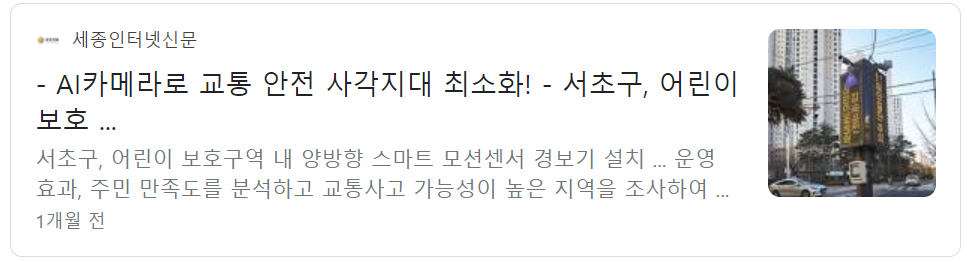 세종인터넷신문
- AI카메라로 교통 안전 사각지대 최소화! - 서초구, 어린이
보호 ...
서초구, 어린이 보호구역 내 양방향 스마트 모션센서 경보기 설치 ... 운영
효과, 주민 만족도를 분석하고 교통사고 가능성이 높은 지역을 조사하여 ...
1개월 전